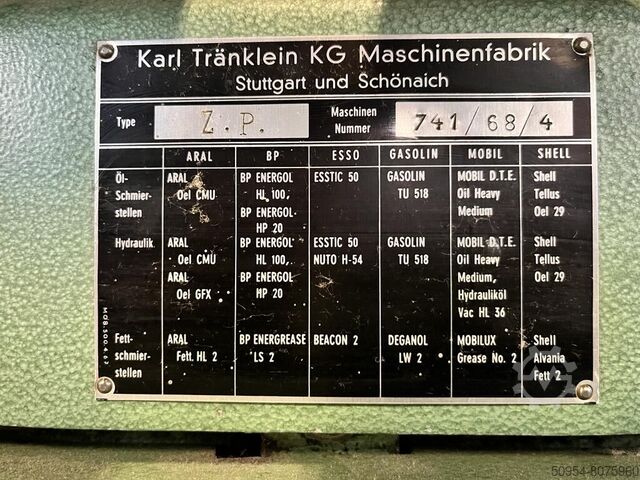 Karl Tränklein KG Maschinenfabrik
Stuttgart und Schönaich
Type Z.P. Maschinen Nummer 741/68/4
ARAL BP ESSO GASOLIN MOBIL SHELL
Öl- ARAL BP ENERGOL ESSTIC 50 GASOLIN MOBIL D.T.E. Shell
Schmier- Oel CMU HL 100, TU 518 Oil Heavy Tellus
stellen BP ENERGOL Medium Oel 29
HP 20
Hydraulik ARAL BP ENERGOL ESSTIC 50 GASOLIN MOBIL D.T.E. Shell
Oel CMU HL 100, NUTO H-54 TU 518 Oil Heavy Tellus
ARAL BP ENERGOL Medium, Oel 29
Oel GFX HP 20 Hydrauliköl
Vac HL 36
Fett- ARAL BP ENERGREASE BEACON 2 DEGANOL MOBILUX Shell
schmier- Fett. HL 2 LS 2 LW 2 Grease No. 2 Alvania
stellen Fett 2
50954-8075960